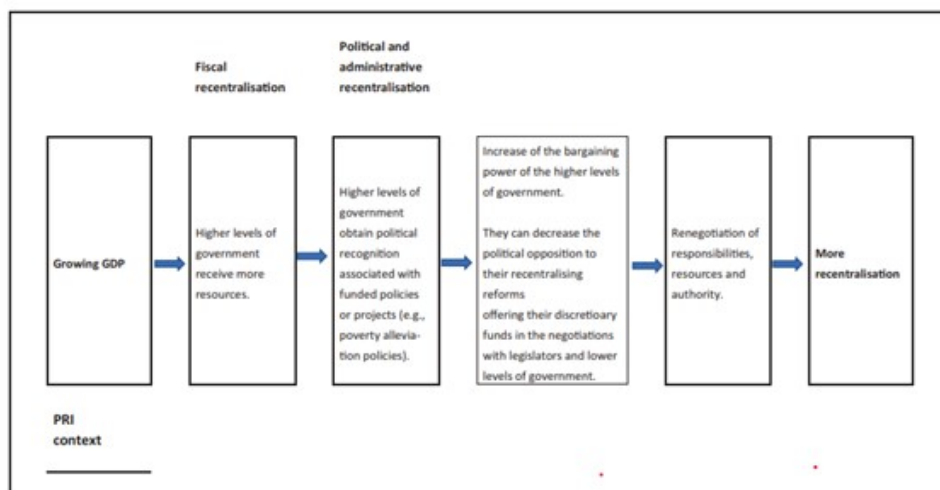 Fiscal
recentralisation
Political and
administrative
recentralisation
Growing GDP
Higher levels of
government
receive more
resources.
Higher levels of
government
obtain political
recognition
associated with
funded policies
or projects (e.g.,
poverty allevia-
tion policies).
Increase of the bargaining
power of the higher levels
of government.
They can decrease the
political opposition to
their recentralising
reforms
offering their discretioary
funds in the negotiations
with legislators and lower
levels of government.
Renegotiation of
responsibilities,
resources and
authority.
More
recentralisation
PRI
context